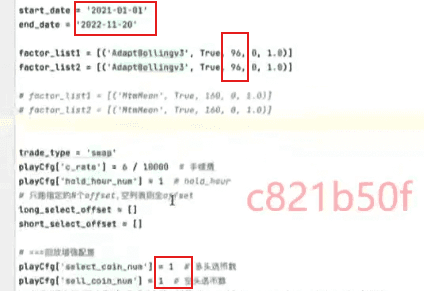 start_date = '2021-01-01'
end_date = '2022-11-20'
factor_list1 = [('AdaptBollingv3', True, 96, 0, 1.0)]
factor_list2 = [('AdaptBollingv3', True, 96, 0, 1.0)]
# factor_list1 = [('MtmMean', True, 160, 0, 1.0)]
# factor_list2 = [('MtmMean', True, 160, 0, 1.0)]
trade_type = 'swap'
playCfg['c_rate'] = 6 / 10000 # 手续费
playCfg['hold_hour_num'] = 1 # hold_hour
# 只跑指定的N个offset,空列表则全offset
long_select_offset = []
short_select_offset = []
c821b50f
# ===回放增强配置
playCfg['select_coin_num'] = 1 # 多头选币数
playCfg['sell_coin_num'] = 1 # 空头选币数